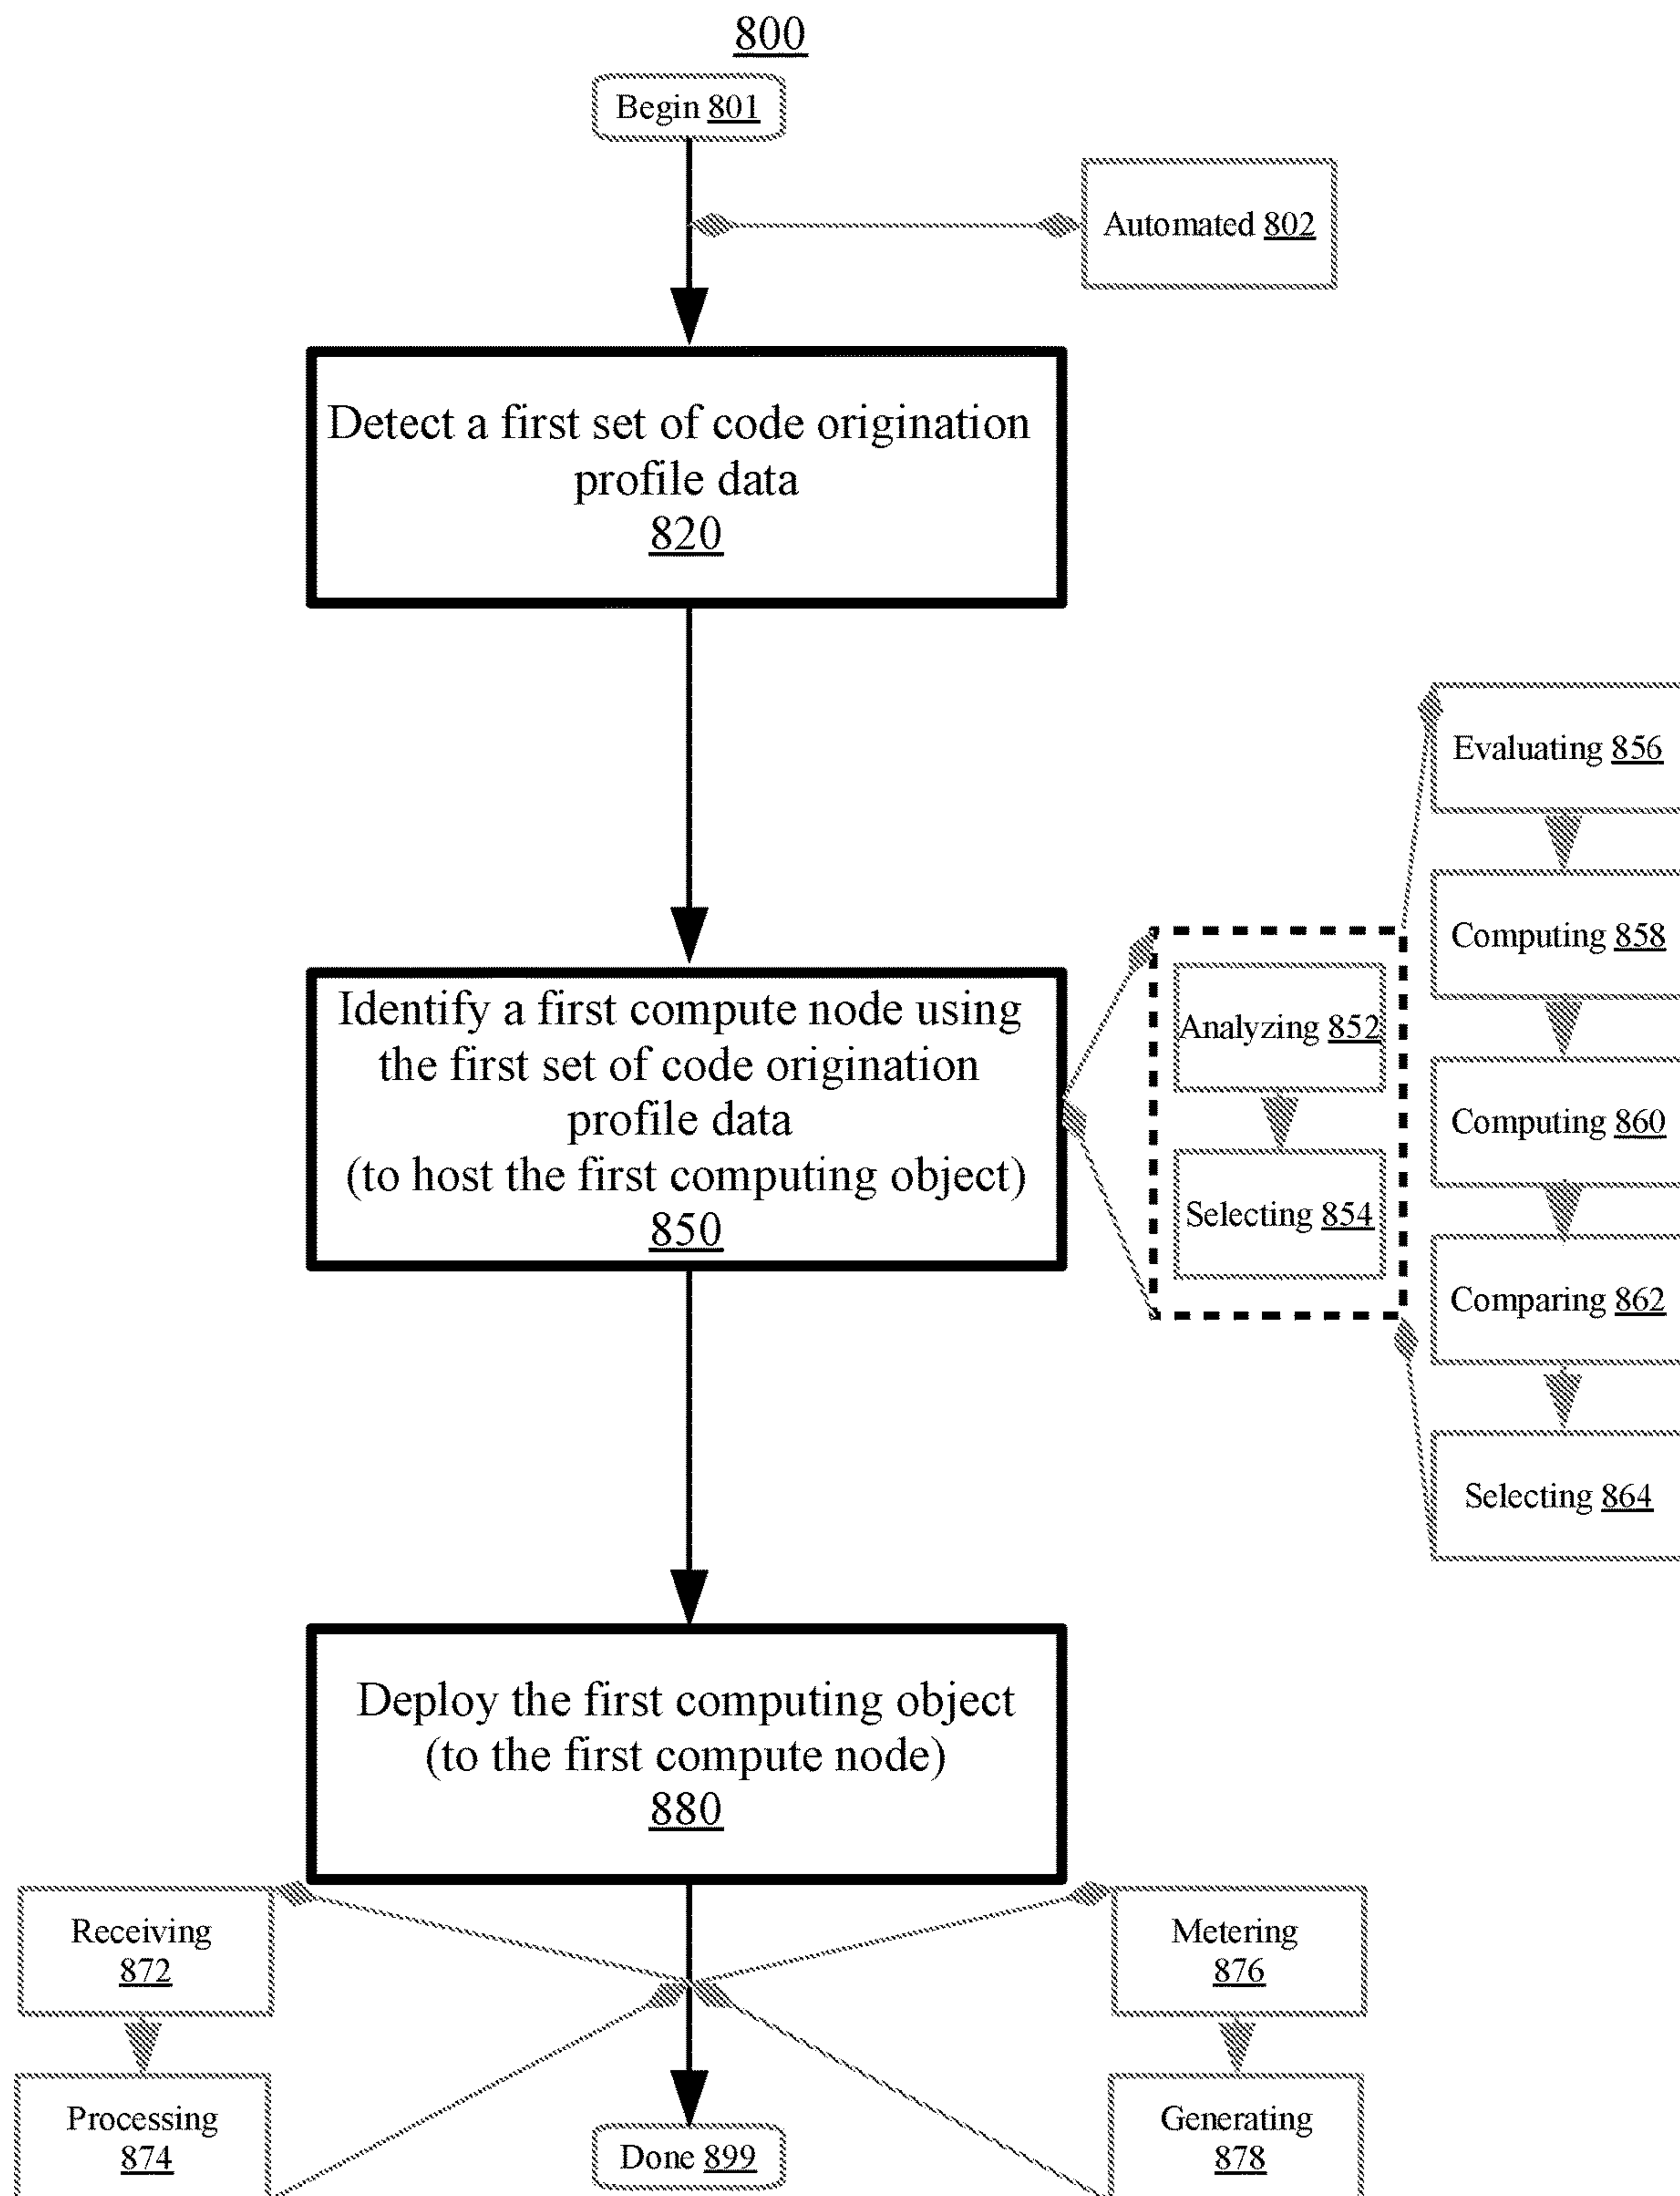 800
Begin 801
Automated 802
Detect a first set of code origination
profile data
820
Evaluating 856
Computing 858
Identify a first compute node using
the first set of code origination
profile data
(to host the first computing object)
850
Analyzing 852
Selecting 854
Computing 860
Comparing 862
Selecting 864
Deploy the first computing object
(to the first compute node)
880
Receiving
872
Metering
876
Processing
874
Done 899
Generating
878